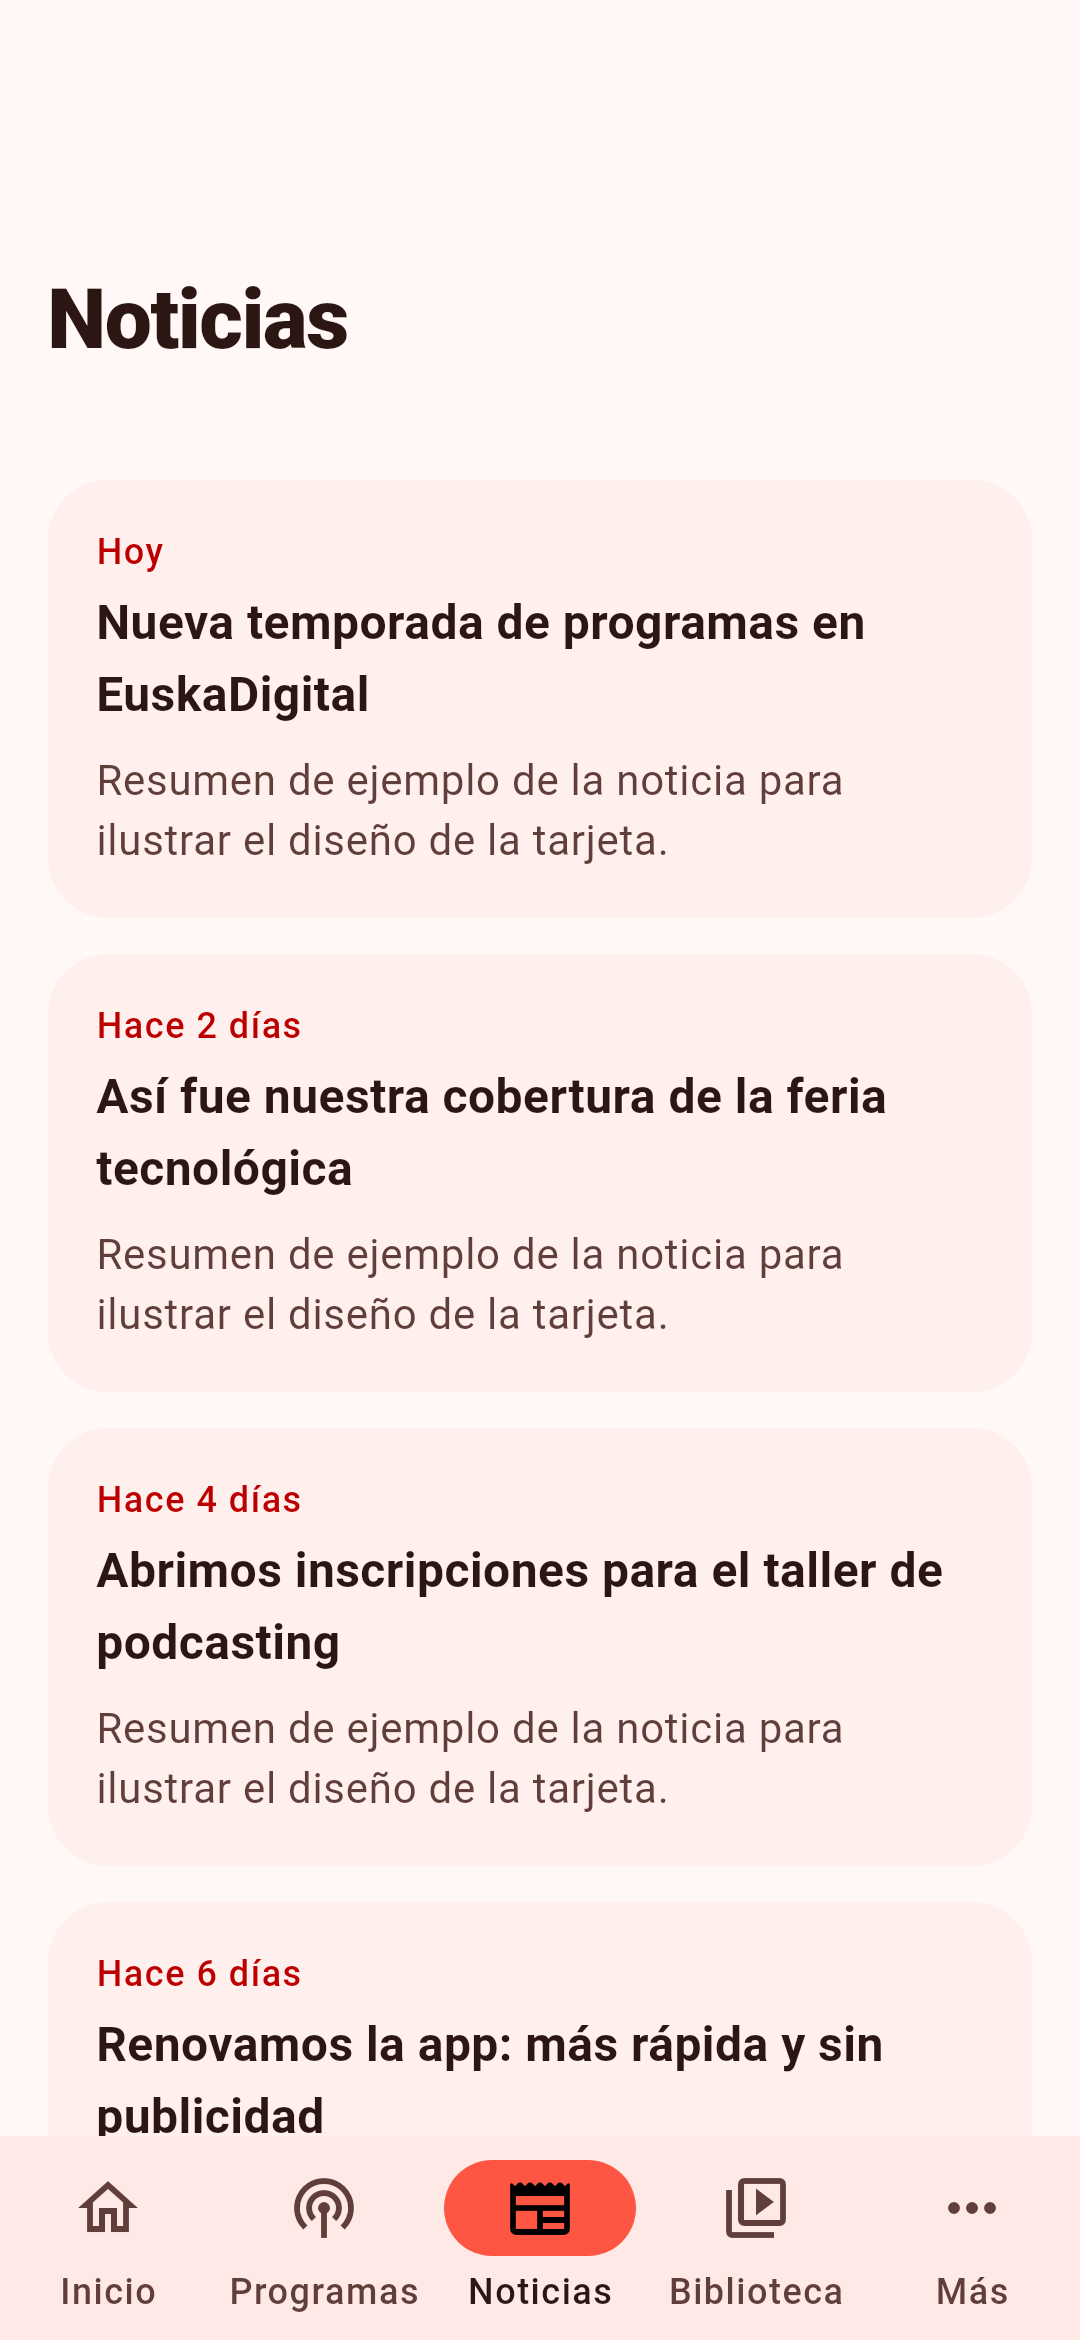 Noticias
Hoy
Nueva temporada de programas en
EuskaDigital
Resumen de ejemplo de la noticia para
ilustrar el diseño de la tarjeta.
Hace 2 días
Así fue nuestra cobertura de la feria
tecnológica
Resumen de ejemplo de la noticia para
ilustrar el diseño de la tarjeta.
Hace 4 días
Abrimos inscripciones para el taller de
podcasting
Resumen de ejemplo de la noticia para
ilustrar el diseño de la tarjeta.
Hace 6 días
Renovamos la app: más rápida y sin
publicidad
Inicio
Programas
Noticias
Biblioteca
Más